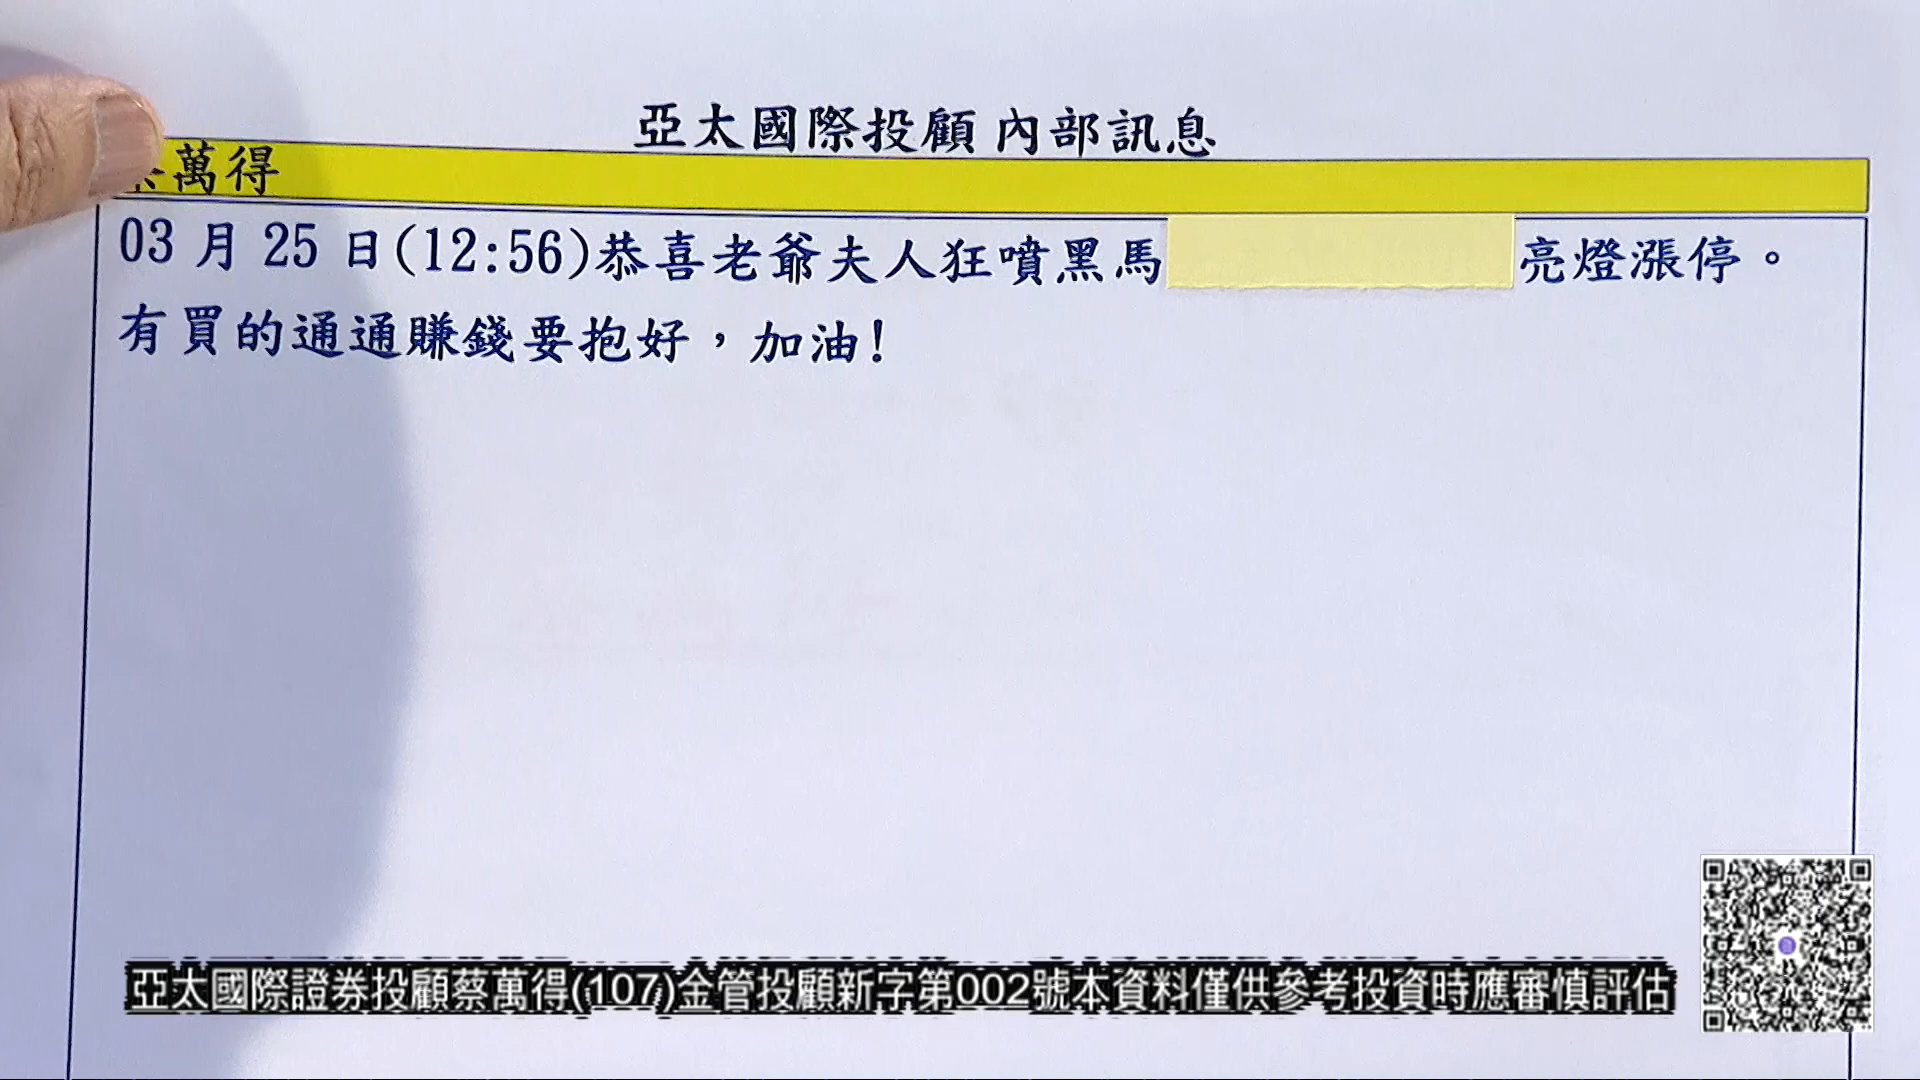 亞太國際投顧 內部訊息
萬得
03 月 25 日(12:56)恭喜老爺夫人狂噴黑馬 亮燈漲停。
有買的通通賺錢要抱好，加油!
亞太國際證券投顧蔡萬得(107)金管投顧新字第002號本資料僅供參考投資時應審慎評估